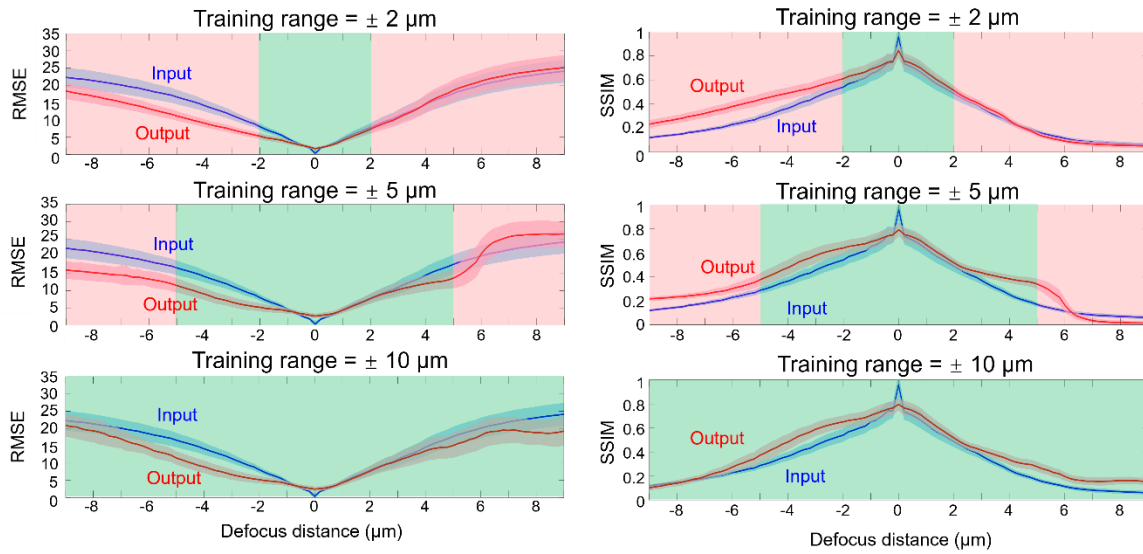 Training range = ± 2 µm
RMSE
35
25
20
15
10
5
0
Input
Output
-8 -6 -4 -2 0 2 4 6 8
Training range = ± 2 µm
SSIM
1
0.8
0.6
0.4
0.2
0
Output
Input
-8 -6 -4 -2 0 2 4 6 8
Training range = ± 5 µm
RMSE
35
25
20
15
10
5
0
Input
Output
-8 -6 -4 -2 0 2 4 6 8
Training range = ± 5 µm
SSIM
1
0.8
0.6
0.4
0.2
0
Output
Input
-8 -6 -4 -2 0 2 4 6 8
Training range = ± 10 µm
RMSE
35
25
20
15
10
5
0
Input
Output
-8 -6 -4 -2 0 2 4 6 8
Defocus distance (µm)
Training range = ± 10 µm
SSIM
1
0.8
0.6
0.4
0.2
0
Output
Input
-8 -6 -4 -2 0 2 4 6 8
Defocus distance (µm)